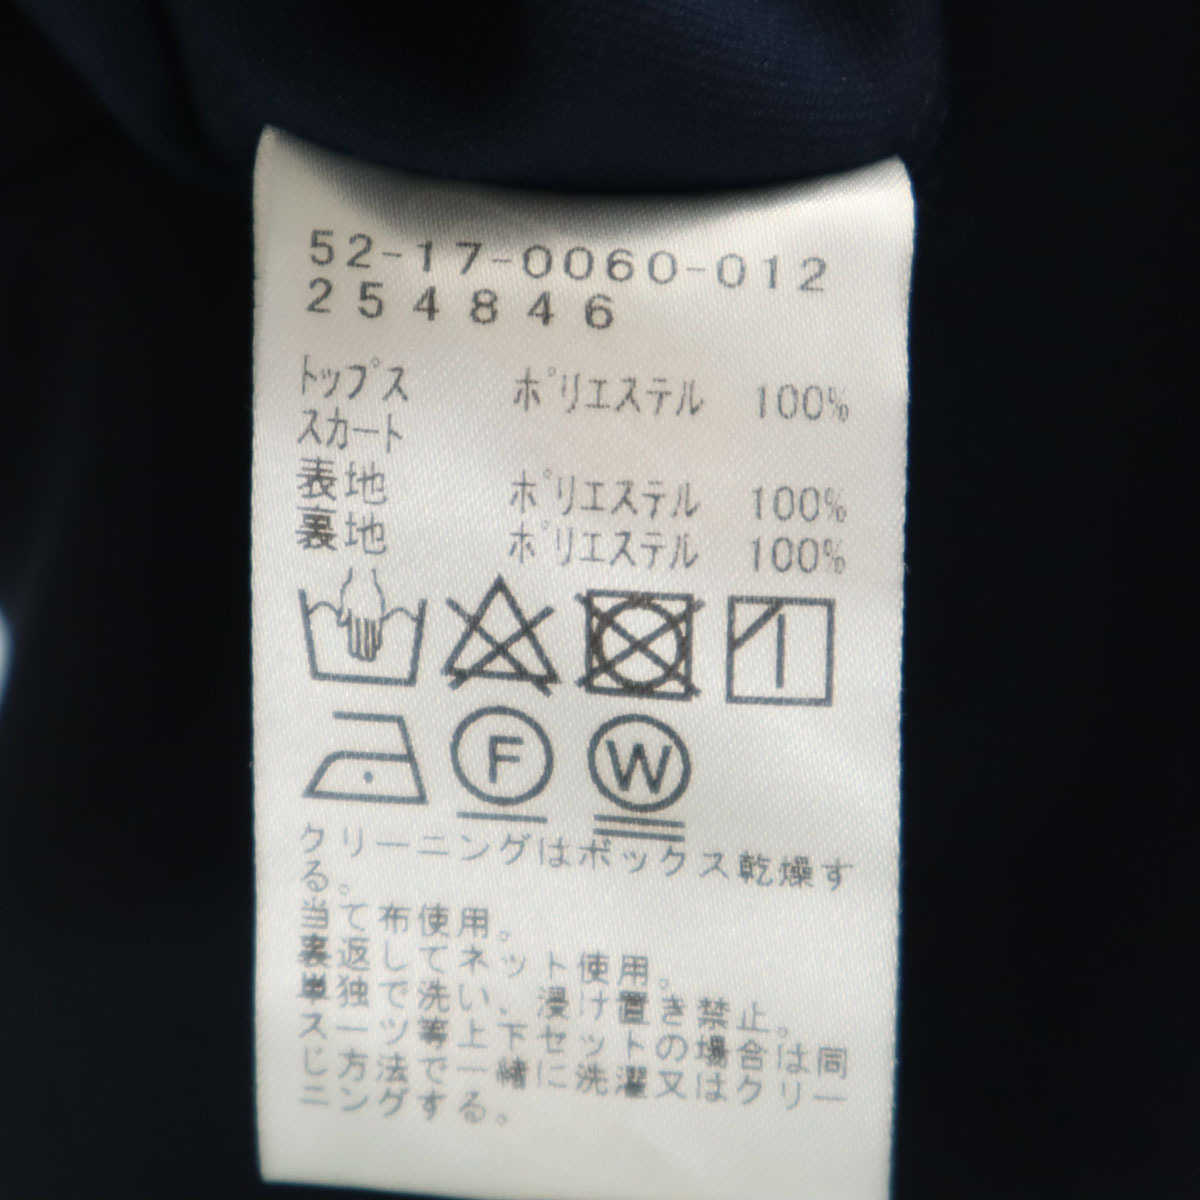 52-17-0060-012
254846
トップス ポリエステル 100%
スカート
表地 ポリエステル 100%
裏地 ポリエステル 100%
F W
クリーニングはボックス乾燥す
る。
当て布使用。
裏返してネット使用。
単独で洗い、浸け置き禁止。
スーツ等上下セットの場合は同
じ方法で一緒に洗濯又はクリー
ニングする。